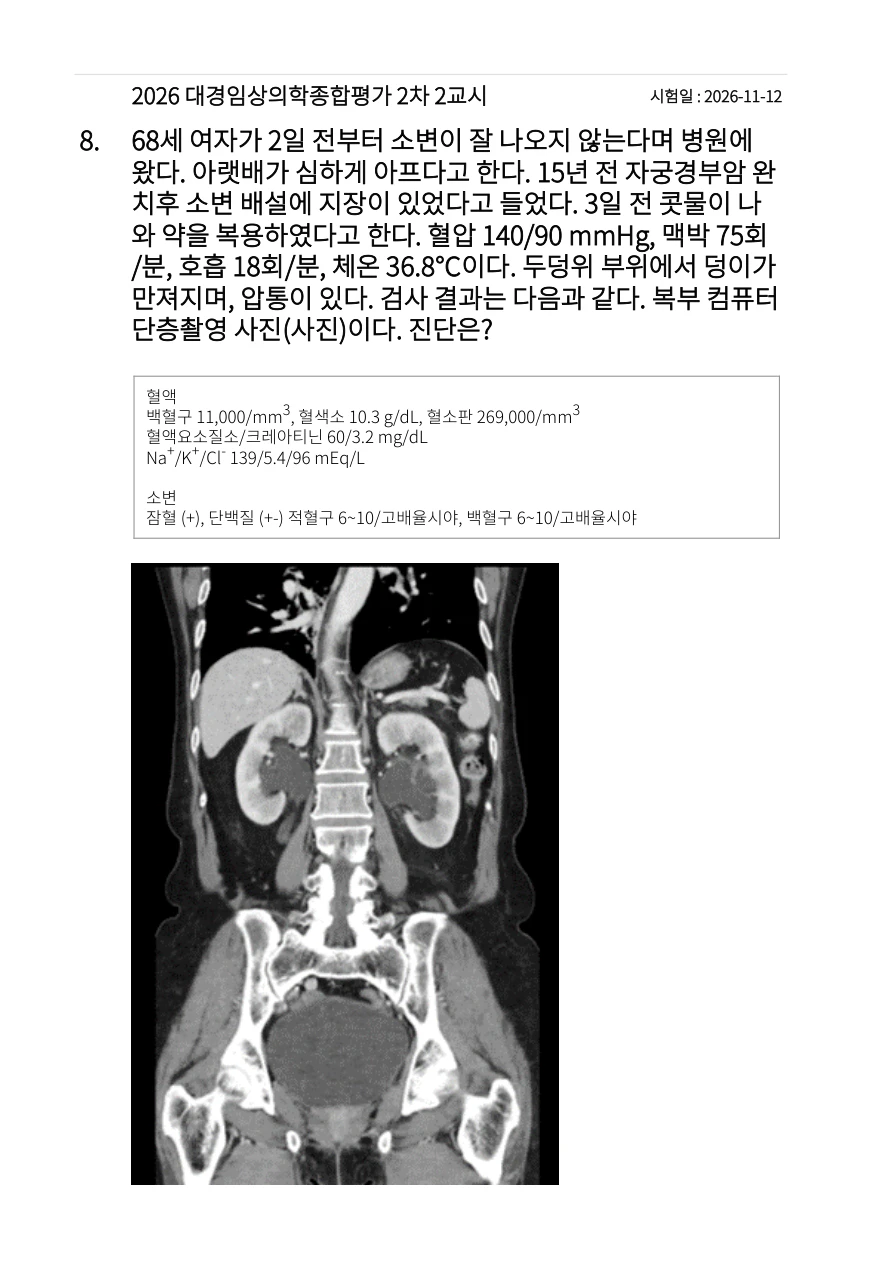 2026 대경임상의학종합평가 2차 2교시
시험일 : 2026-11-12
8. 68세 여자가 2일 전부터 소변이 잘 나오지 않는다며 병원에
왔다. 아랫배가 심하게 아프다고 한다. 15년 전 자궁경부암 완
치후 소변 배설에 지장이 있었다고 들었다. 3일 전 콧물이 나
와 약을 복용하였다고 한다. 혈압 140/90 mmHg, 맥박 75회
/분, 호흡 18회/분, 체온 36.8℃이다. 두덩위 부위에서 덩이가
만져지며, 압통이 있다. 검사 결과는 다음과 같다. 복부 컴퓨터
단층촬영 사진(사진)이다. 진단은?
혈액
백혈구 11,000/mm³, 혈색소 10.3 g/dL, 혈소판 269,000/mm³
혈액요소질소/크레아티닌 60/3.2 mg/dL
Na⁺/K⁺/Cl⁻ 139/5.4/96 mEq/L
소변
잠혈 (+), 단백질 (+-) 적혈구 6~10/고배율시야, 백혈구 6~10/고배율시야